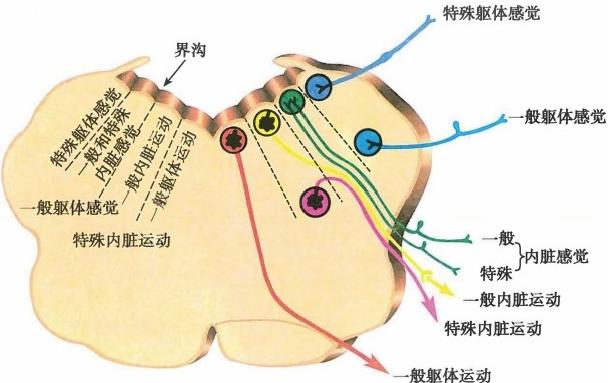 特殊躯体感觉
界沟
特殊躯体感觉
一般和特殊
内脏感觉
一般内脏运动
一般躯体运动
一般躯体感觉
特殊内脏运动
一般躯体感觉
一般
内脏感觉
特殊
一般内脏运动
特殊内脏运动
一般躯体运动